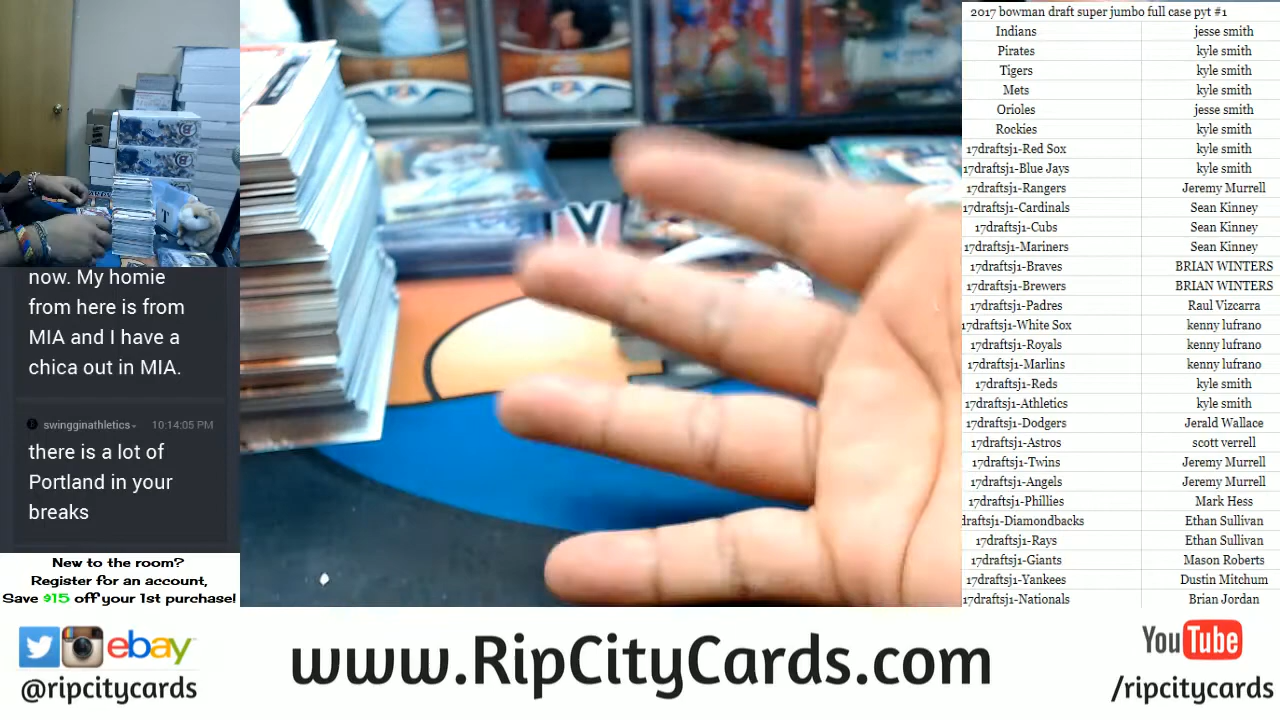 now. My homie
from here is from
MIA and I have a
chica out in MIA.
swingginathletics 10:14:05 PM
there is a lot of
Portland in your
breaks
New to the room?
Register for an account,
Save $15 off your 1st purchase!
2017 bowman draft super jumbo full case pyt #1
Indians jesse smith
Pirates kyle smith
Tigers kyle smith
Mets kyle smith
Orioles jesse smith
Rockies kyle smith
17draftsj1-Red Sox kyle smith
17draftsj1-Blue Jays kyle smith
17draftsj1-Rangers Jeremy Murrell
17draftsj1-Cardinals Sean Kinney
17draftsj1-Cubs Sean Kinney
17draftsj1-Mariners Sean Kinney
17draftsj1-Braves BRIAN WINTERS
17draftsj1-Brewers BRIAN WINTERS
17draftsj1-Padres Raul Vizcarra
17draftsj1-White Sox kenny lufrano
17draftsj1-Royals kenny lufrano
17draftsj1-Marlins kenny lufrano
17draftsj1-Reds kyle smith
17draftsj1-Athletics kyle smith
17draftsj1-Dodgers Jerald Wallace
17draftsj1-Astros scott verrell
17draftsj1-Twins Jeremy Murrell
17draftsj1-Angels Jeremy Murrell
17draftsj1-Phillies Mark Hess
draftsj1-Diamondbacks Ethan Sullivan
17draftsj1-Rays Ethan Sullivan
17draftsj1-Giants Mason Roberts
17draftsj1-Yankees Dustin Mitchum
17draftsj1-Nationals Brian Jordan
ebay
@ripcitycards
www.RipCityCards.com
YouTube
/ripcitycards